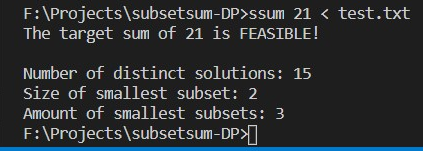 F:\Projects\subsetsum-DP>ssum 21 < test.txt
The target sum of 21 is FEASIBLE!
Number of distinct solutions: 15
Size of smallest subset: 2
Amount of smallest subsets: 3
F:\Projects\subsetsum-DP>